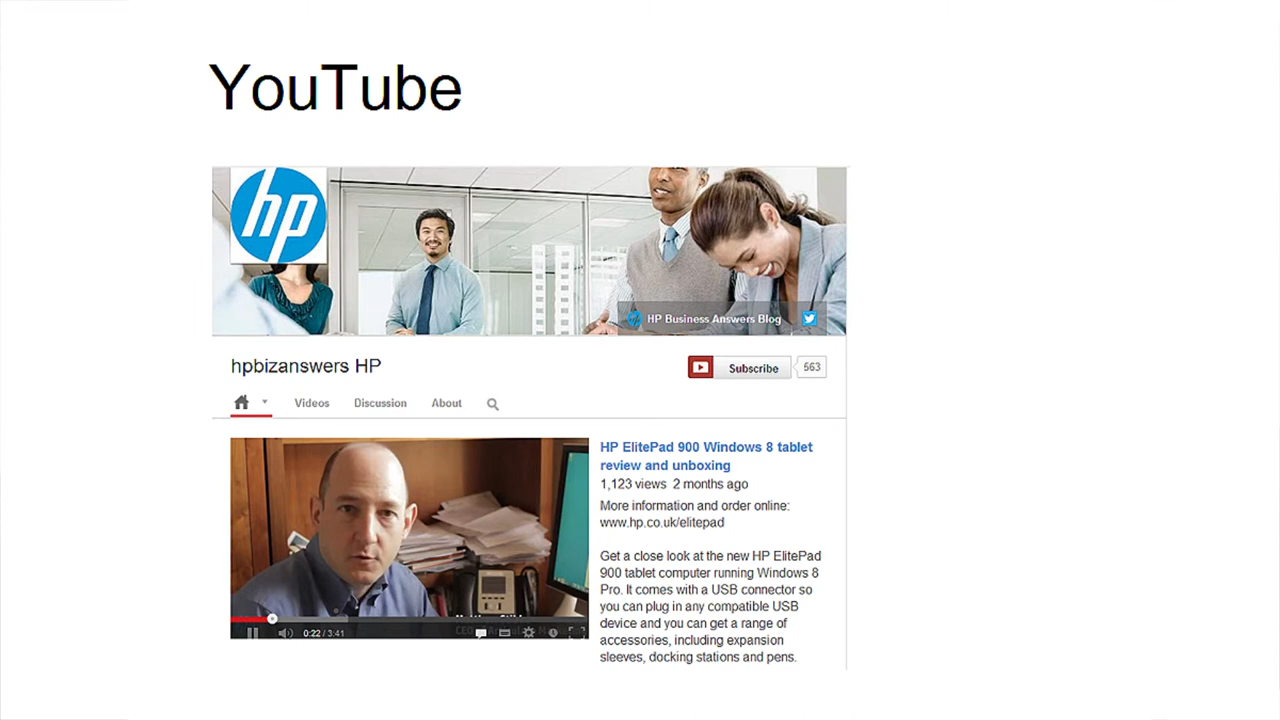 YouTube
hp
HP Business Answers Blog
hpbizanswers HP
Subscribe
563
Videos
Discussion
About
HP ElitePad 900 Windows 8 tablet
review and unboxing
1,123 views 2 months ago
More information and order online:
www.hp.co.uk/elitepad
Get a close look at the new HP ElitePad
900 tablet computer running Windows 8
Pro. It comes with a USB connector so
you can plug in any compatible USB
device and you can get a range of
accessories, including expansion
sleeves, docking stations and pens.
0:22 / 3:41